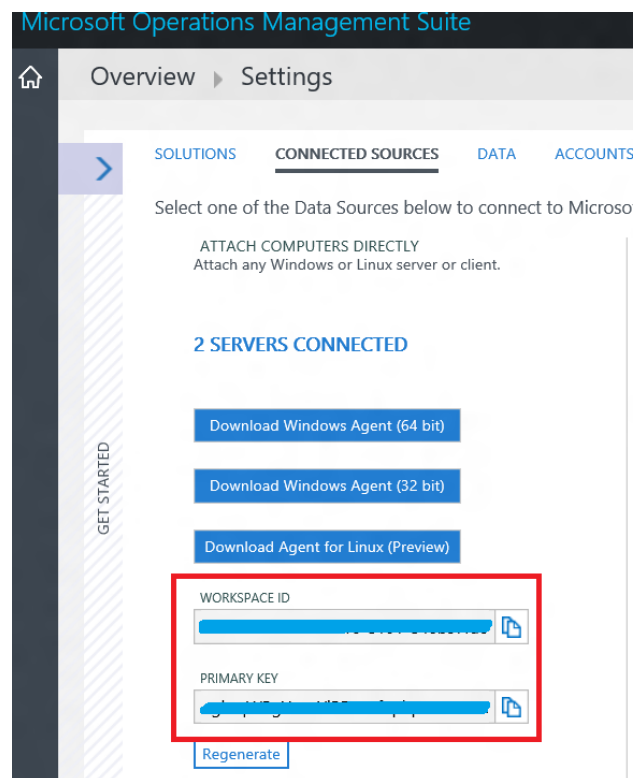 Microsoft Operations Management Suite
Overview Settings
SOLUTIONS CONNECTED SOURCES DATA ACCOUNTS
Select one of the Data Sources below to connect to
ATTACH COMPUTERS DIRECTLY
Attach any Windows or Linux server or client.
2 SERVERS CONNECTED
Download Windows Agent (64 bit)
GET STARTED
Download Windows Agent (32 bit)
Download Agent for Linux (Preview)
WORKSPACE ID
PRIMARY KEY
Regenerate